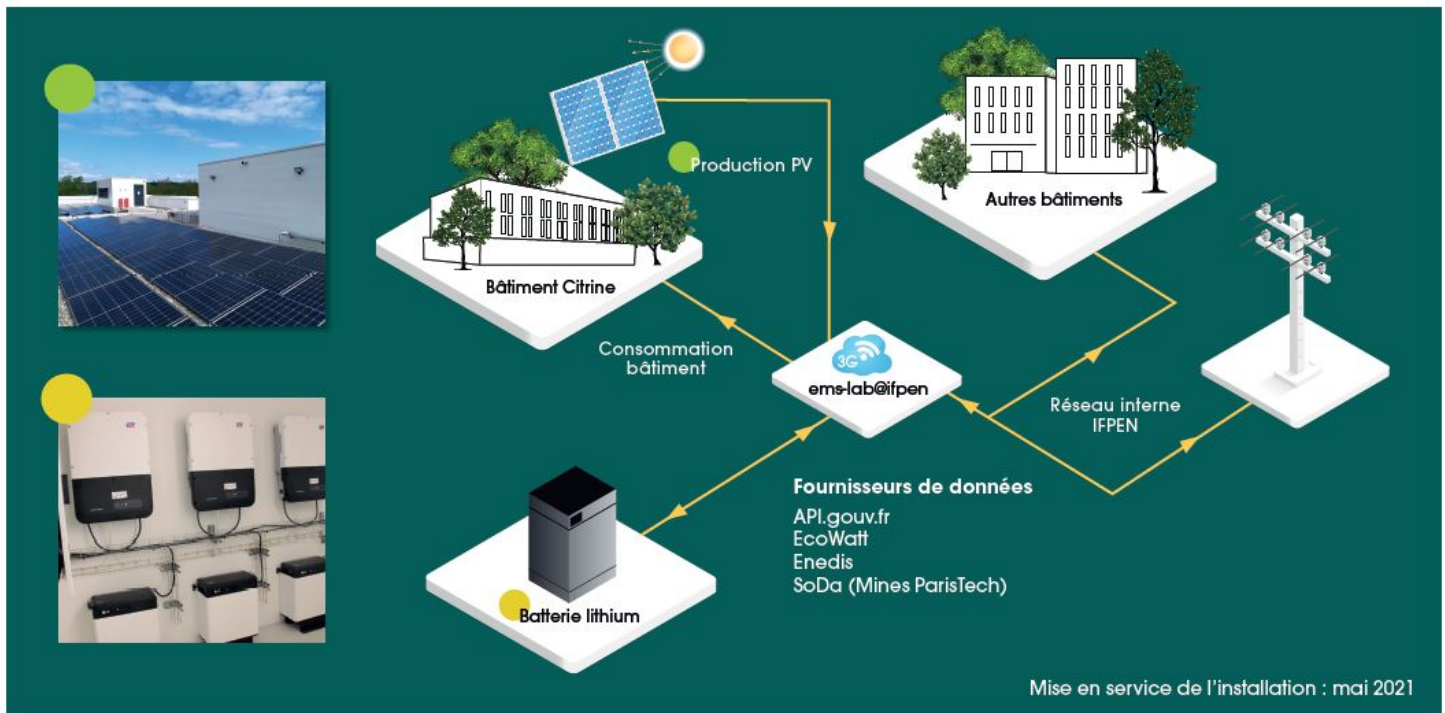 Production PV
Autres bâtiments
Bâtiment Citrine
Consommation
bâtiment
3G
ems-lab@ifpen
Réseau interne
IFPEN
Fournisseurs de données
API.gouv.fr
EcoWatt
Enedis
SoDa (Mines ParisTech)
Batterie lithium
Mise en service de l'installation : mai 2021